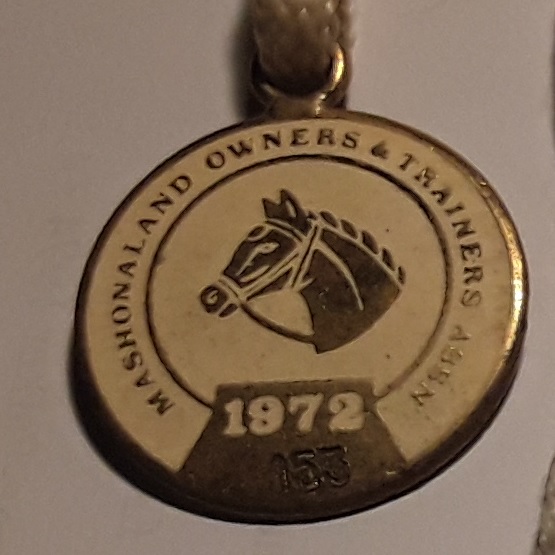 MASHONALAND OWNERS & TRAINERS ASSN
1972
153